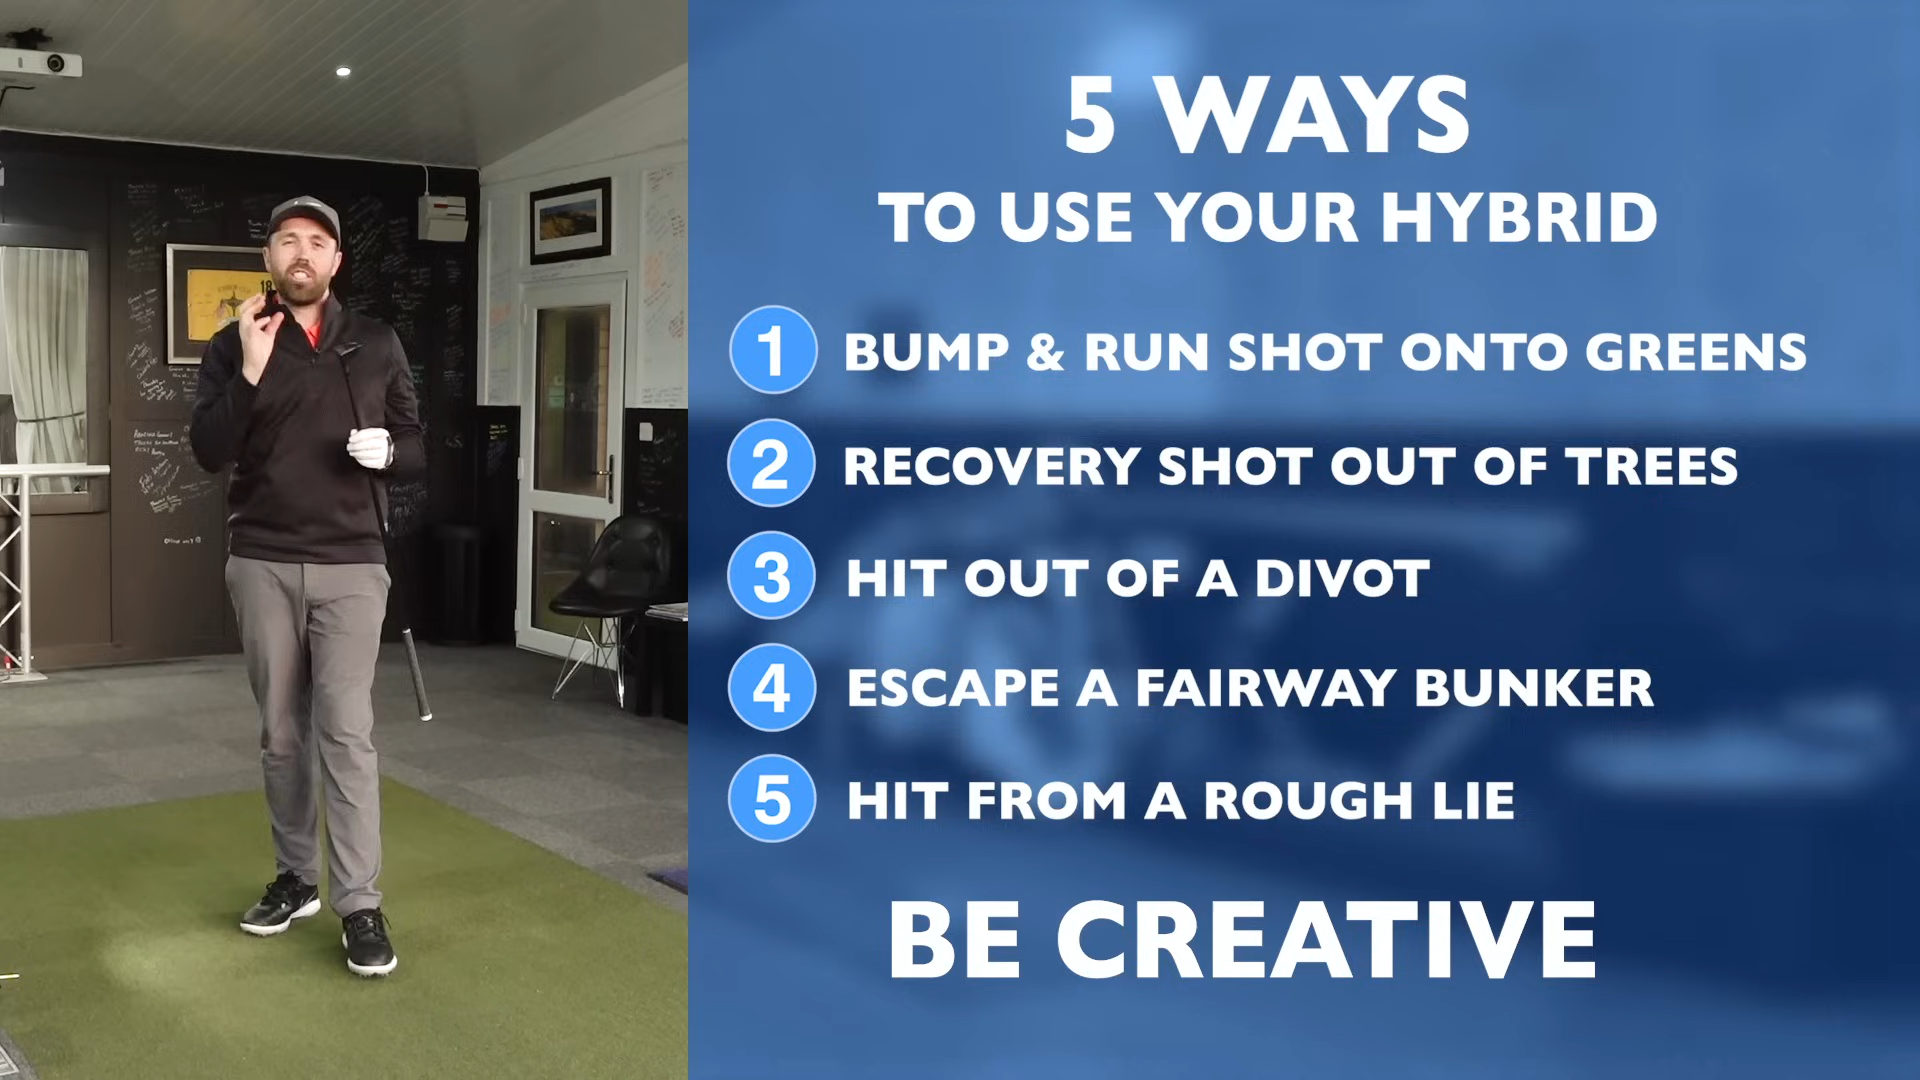 5 WAYS
TO USE YOUR HYBRID
1 BUMP & RUN SHOT ONTO GREENS
2 RECOVERY SHOT OUT OF TREES
3 HIT OUT OF A DIVOT
4 ESCAPE A FAIRWAY BUNKER
5 HIT FROM A ROUGH LIE
BE CREATIVE
18